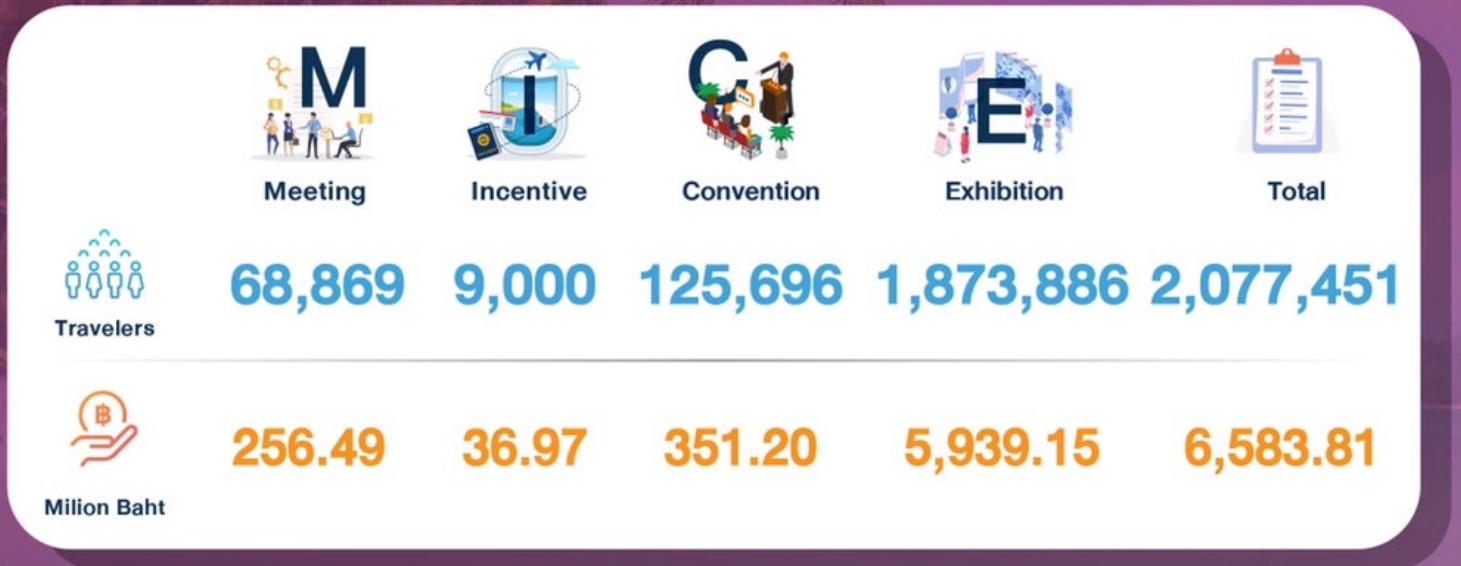 M I C E
Meeting Incentive Convention Exhibition Total
68,869 9,000 125,696 1,873,886 2,077,451
Travelers
฿
256.49 36.97 351.20 5,939.15 6,583.81
Milion Baht